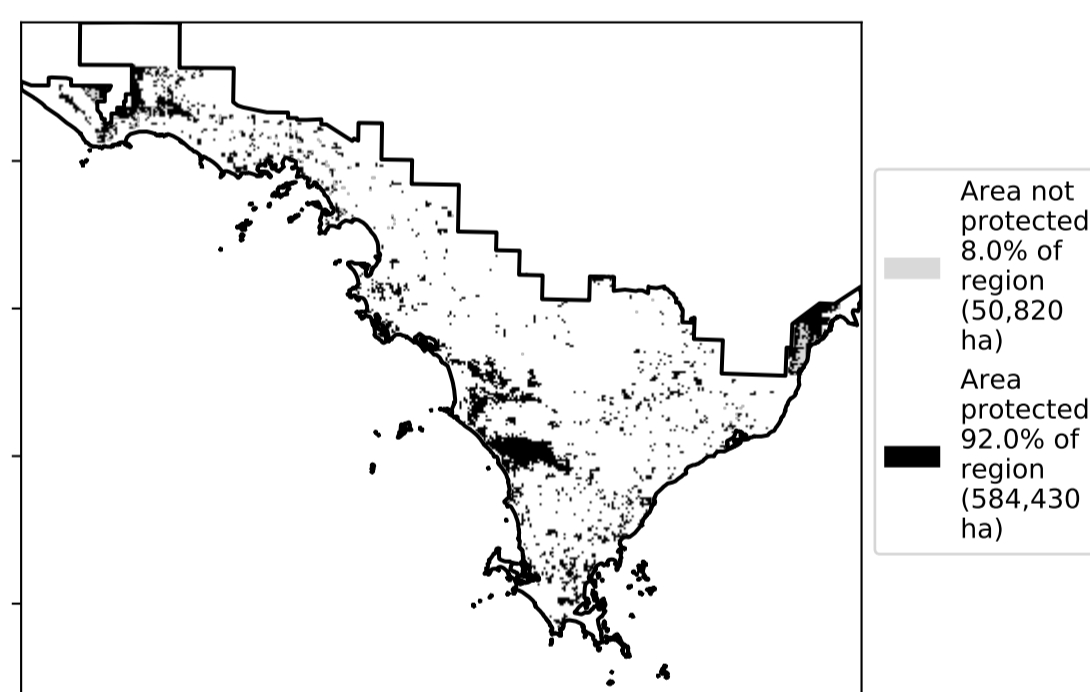 Area not
protected
8.0% of
region
(50,820
ha)
Area
protected
92.0% of
region
(584,430
ha)